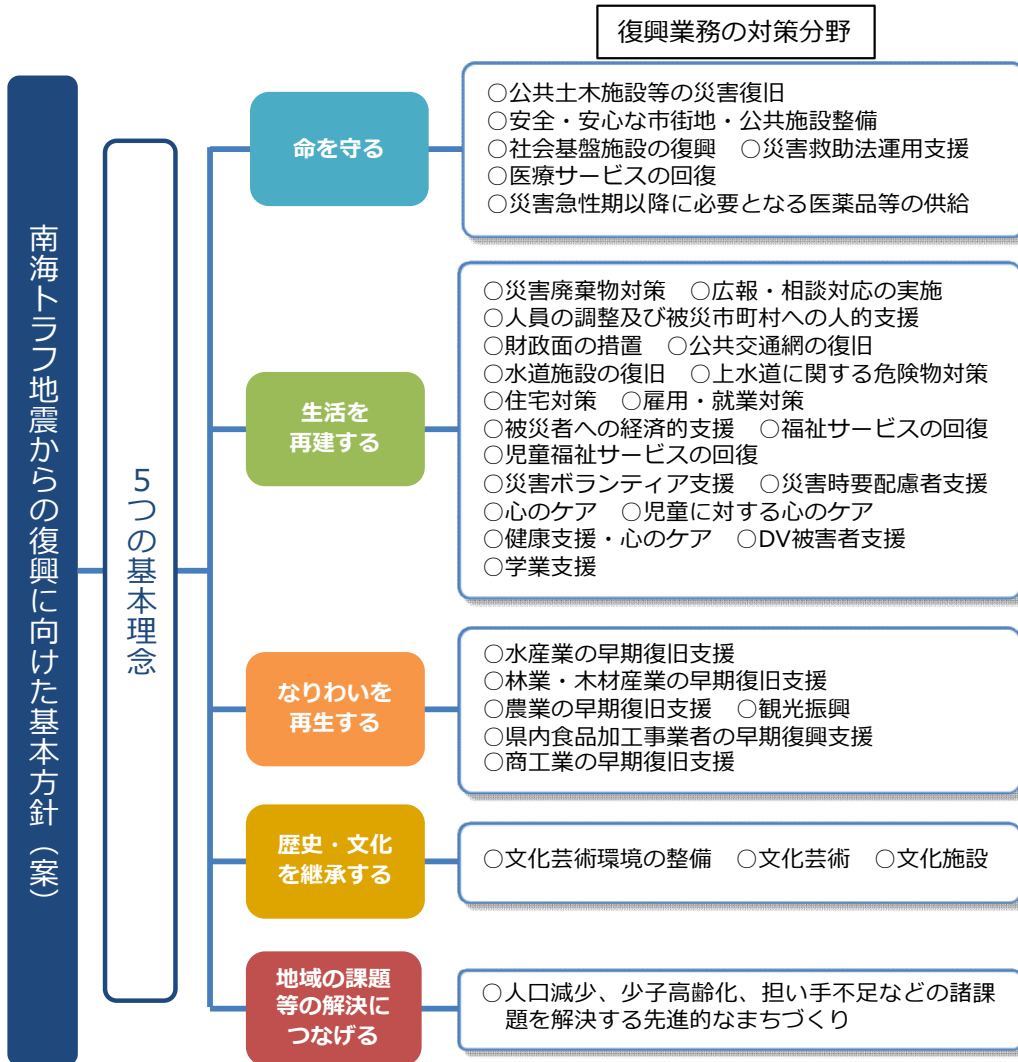 復興業務の対策分野
南海トラフ地震からの復興に向けた基本方針（案）
5つの基本理念
命を守る
○公共土木施設等の災害復旧
○安全・安心な市街地・公共施設整備
○社会基盤施設の復興　○災害救助法運用支援
○医療サービスの回復
○災害急性期以降に必要となる医薬品等の供給
生活を
再建する
○災害廃棄物対策　○広報・相談対応の実施
○人員の調整及び被災市町村への人的支援
○財政面の措置　○公共交通網の復旧
○水道施設の復旧　○上水道に関する危険物対策
○住宅対策　○雇用・就業対策
○被災者への経済的支援　○福祉サービスの回復
○児童福祉サービスの回復
○災害ボランティア支援　○災害時要配慮者支援
○心のケア　○児童に対する心のケア
○健康支援・心のケア　○DV被害者支援
○学業支援
なりわいを
再生する
○水産業の早期復旧支援
○林業・木材産業の早期復旧支援
○農業の早期復旧支援　○観光振興
○県内食品加工事業者の早期復興支援
○商工業の早期復旧支援
歴史・文化
を継承する
○文化芸術環境の整備　○文化芸術　○文化施設
地域の課題
等の解決に
つなげる
○人口減少、少子高齢化、担い手不足などの諸課
題を解決する先進的なまちづくり